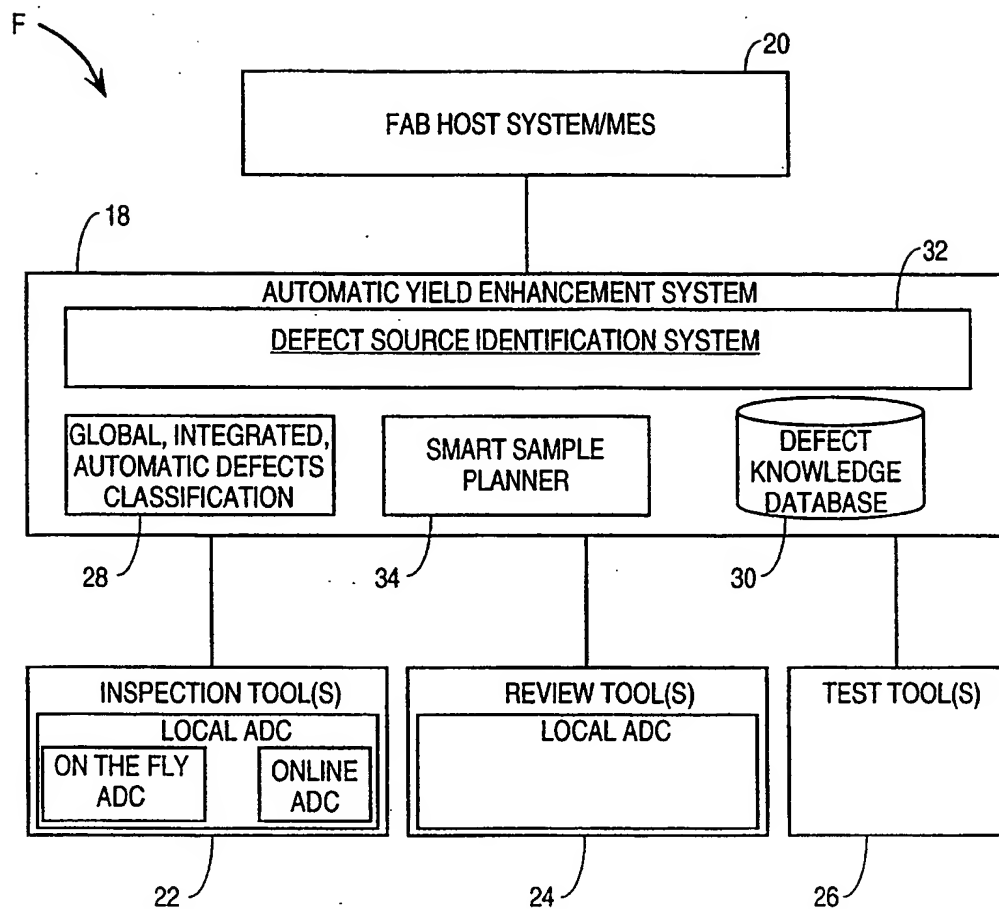 F
20
FAB HOST SYSTEM/MES
18
32
AUTOMATIC YIELD ENHANCEMENT SYSTEM
DEFECT SOURCE IDENTIFICATION SYSTEM
GLOBAL, INTEGRATED,
AUTOMATIC DEFECTS
CLASSIFICATION
SMART SAMPLE
PLANNER
DEFECT
KNOWLEDGE
DATABASE
28
34
30
INSPECTION TOOL(S)
LOCAL ADC
ON THE FLY
ADC
ONLINE
ADC
REVIEW TOOL(S)
LOCAL ADC
TEST TOOL(S)
22
24
26